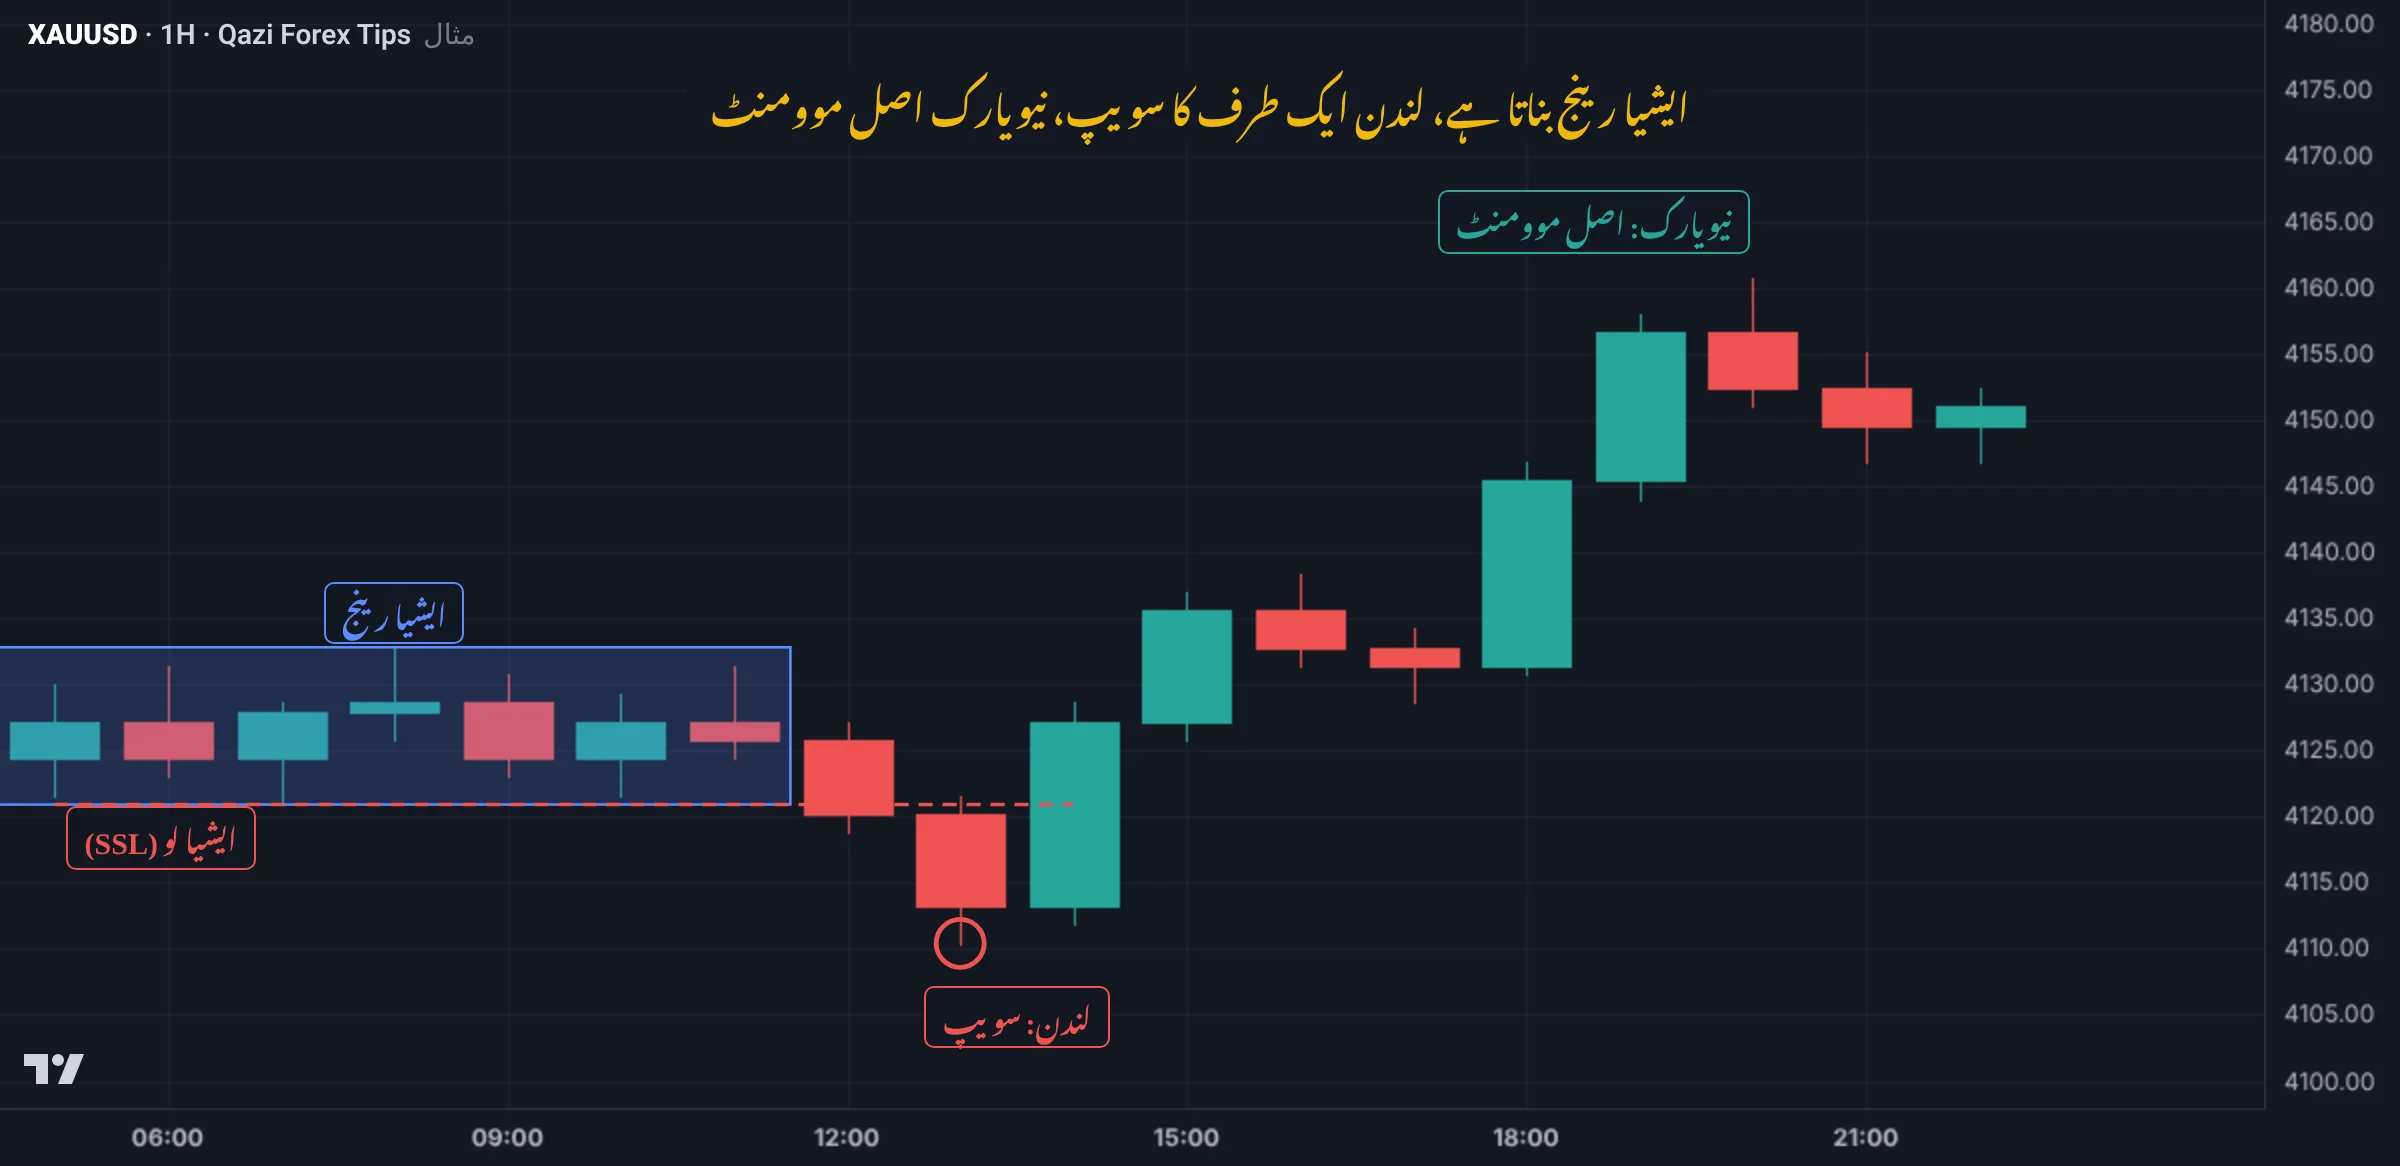 XAUUSD · 1H · Qazi Forex Tips مثال
ایشیا رینج بناتا ہے، لندن ایک طرف کا سویپ، نیویارک اصل موومنٹ
نیویارک: اصل موومنٹ
ایشیا رینج
ایشیا لو (SSL)
لندن: سویپ
4180.00
4175.00
4170.00
4165.00
4160.00
4155.00
4150.00
4145.00
4140.00
4135.00
4130.00
4125.00
4120.00
4115.00
4110.00
4105.00
4100.00
06:00 09:00 12:00 15:00 18:00 21:00